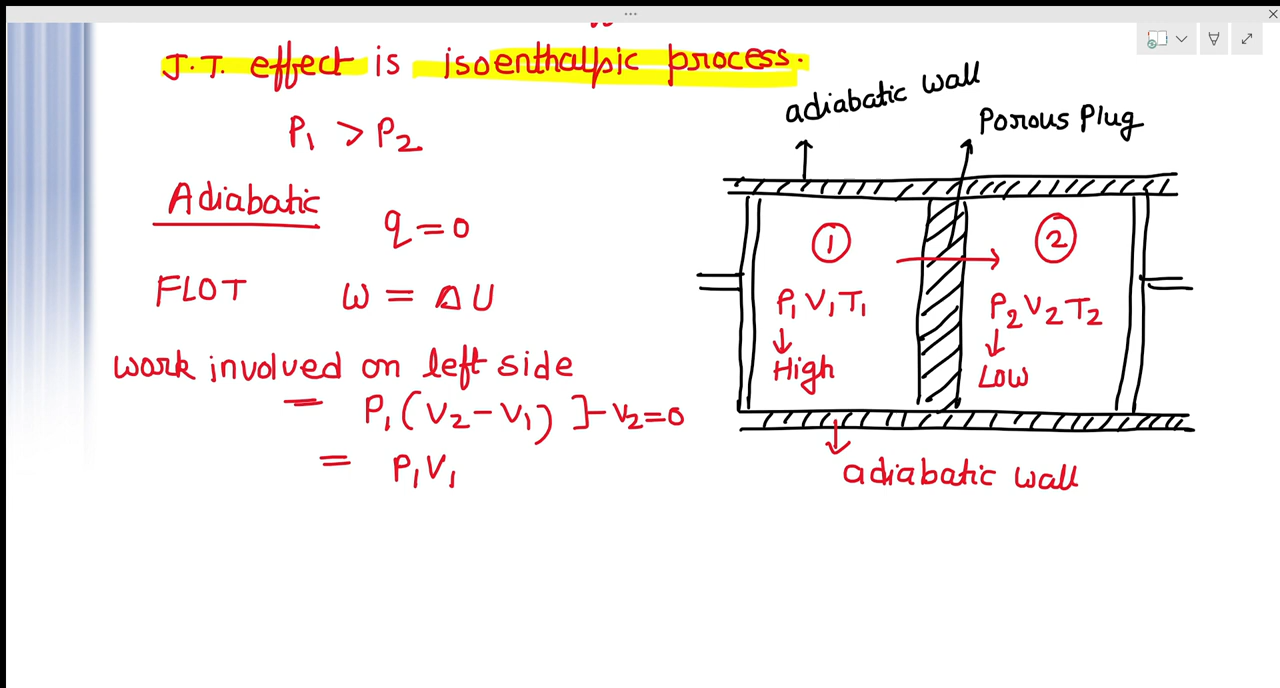 J.T. effect is isoenthalpic process.
P₁ > P₂
Adiabatic q = 0
FLOT W = ΔU
work involved on left side
= P₁(V₂ - V₁) ] - V₂=0
= P₁V₁
adiabatic wall
Porous Plug
① ②
P₁V₁T₁ P₂V₂T₂
High Low
adiabatic wall